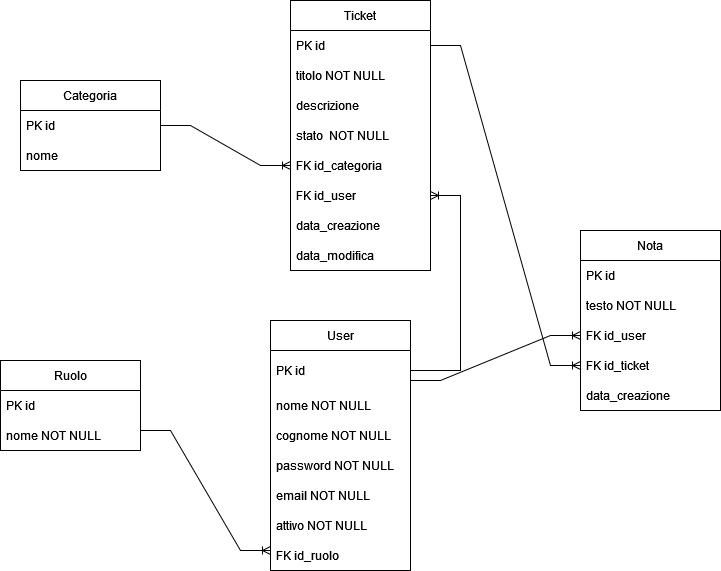 Ticket
PK id
titolo NOT NULL
descrizione
stato  NOT NULL
FK id_categoria
FK id_user
data_creazione
data_modifica
Categoria
PK id
nome
Nota
PK id
testo NOT NULL
FK id_user
FK id_ticket
data_creazione
User
PK id
nome NOT NULL
cognome NOT NULL
password NOT NULL
email NOT NULL
attivo NOT NULL
FK id_ruolo
Ruolo
PK id
nome NOT NULL